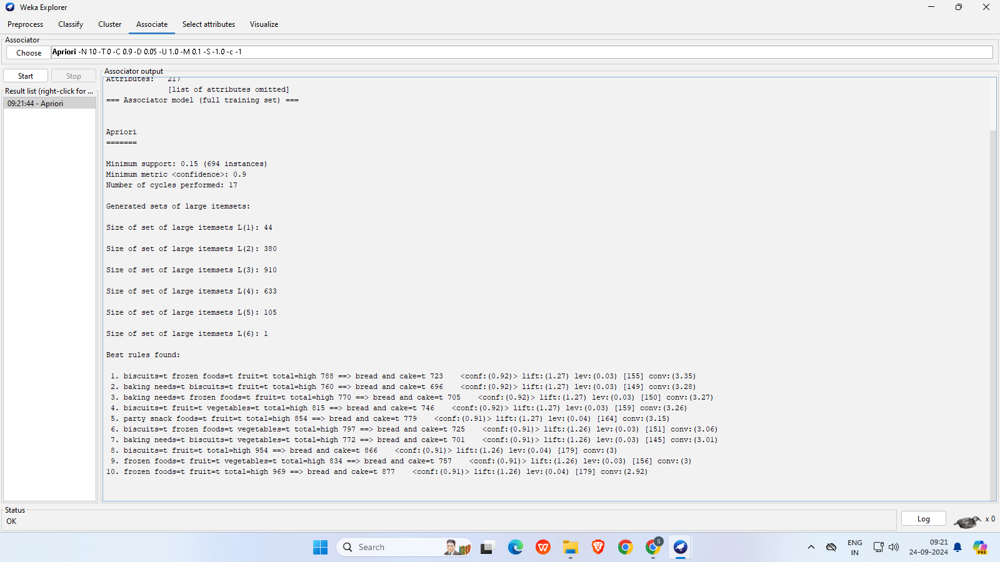 Weka Explorer
Preprocess Classify Cluster Associate Select attributes Visualize
Associator
Choose Apriori -N 10 -T 0 -C 0.9 -D 0.05 -U 1.0 -M 0.1 -S -1.0 -c -1
Start Stop
Result list (right-click for ...
09:21:44 - Apriori
Associator output
Attributes: 217
[list of attributes omitted]
=== Associator model (full training set) ===
Apriori
=======
Minimum support: 0.15 (694 instances)
Minimum metric <confidence>: 0.9
Number of cycles performed: 17
Generated sets of large itemsets:
Size of set of large itemsets L(1): 44
Size of set of large itemsets L(2): 380
Size of set of large itemsets L(3): 910
Size of set of large itemsets L(4): 633
Size of set of large itemsets L(5): 105
Size of set of large itemsets L(6): 1
Best rules found:
1. biscuits=t frozen foods=t fruit=t total=high 788 ==> bread and cake=t 723 <conf:(0.92)> lift:(1.27) lev:(0.03) [155] conv:(3.35)
2. baking needs=t biscuits=t fruit=t total=high 760 ==> bread and cake=t 696 <conf:(0.92)> lift:(1.27) lev:(0.03) [149] conv:(3.28)
3. baking needs=t frozen foods=t fruit=t total=high 770 ==> bread and cake=t 705 <conf:(0.92)> lift:(1.27) lev:(0.03) [150] conv:(3.27)
4. biscuits=t fruit=t vegetables=t total=high 815 ==> bread and cake=t 746 <conf:(0.92)> lift:(1.27) lev:(0.03) [159] conv:(3.26)
5. party snack foods=t fruit=t total=high 854 ==> bread and cake=t 779 <conf:(0.91)> lift:(1.27) lev:(0.04) [164] conv:(3.15)
6. biscuits=t frozen foods=t vegetables=t total=high 797 ==> bread and cake=t 725 <conf:(0.91)> lift:(1.26) lev:(0.03) [151] conv:(3.06)
7. baking needs=t biscuits=t vegetables=t total=high 772 ==> bread and cake=t 701 <conf:(0.91)> lift:(1.26) lev:(0.03) [145] conv:(3.01)
8. biscuits=t fruit=t total=high 954 ==> bread and cake=t 866 <conf:(0.91)> lift:(1.26) lev:(0.04) [179] conv:(3)
9. frozen foods=t fruit=t vegetables=t total=high 834 ==> bread and cake=t 757 <conf:(0.91)> lift:(1.26) lev:(0.03) [156] conv:(3)
10. frozen foods=t fruit=t total=high 969 ==> bread and cake=t 877 <conf:(0.91)> lift:(1.26) lev:(0.04) [179] conv:(2.92)
Status
OK
Log
x 0
Search
W
S
ENG
IN
09:21
24-09-2024
PRE